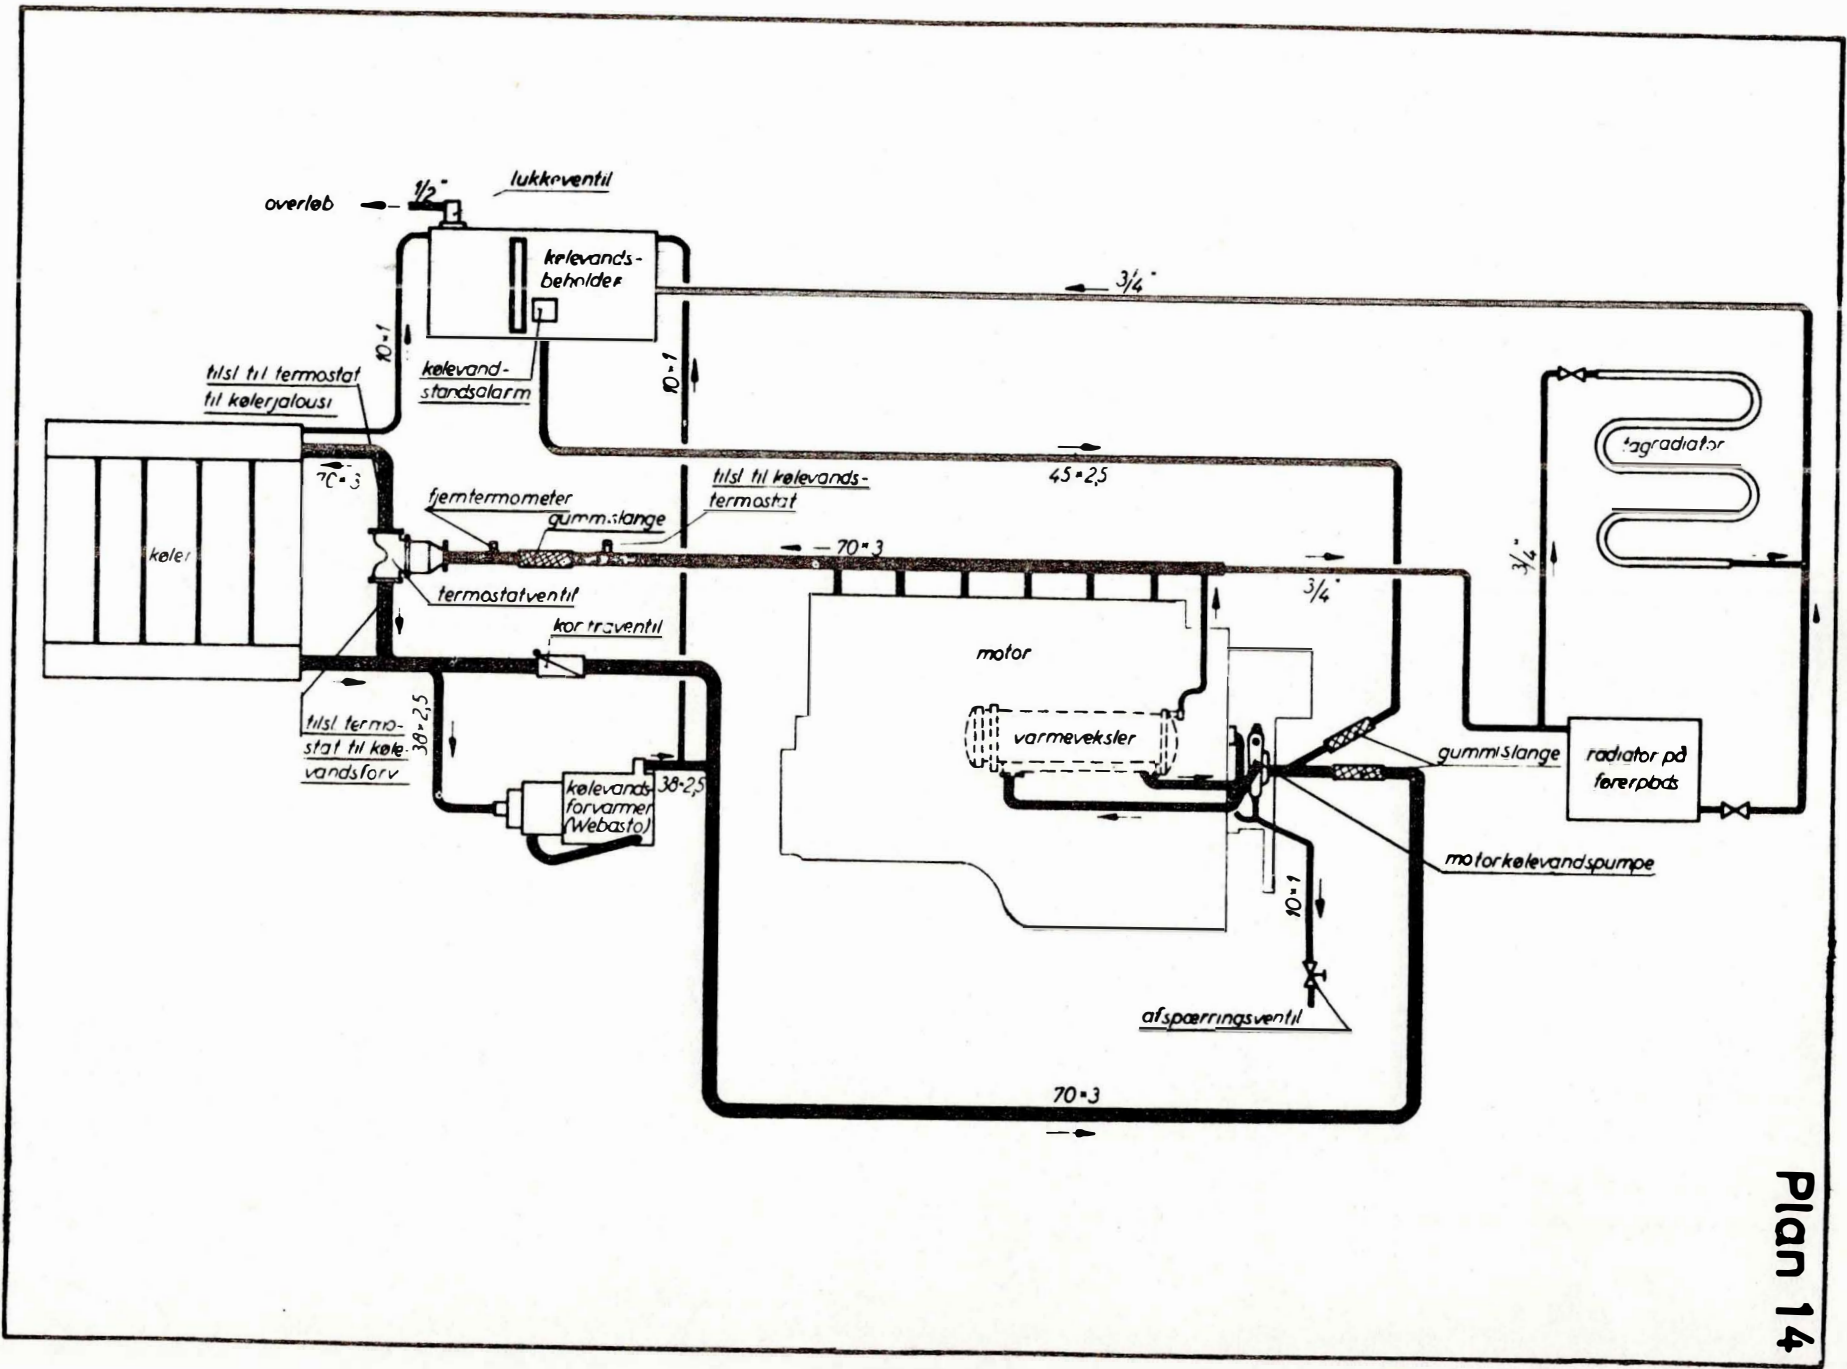 lukkeventil
1/2"
overløb
kølevands-
beholder
3/4"
10×1
10×1
kølevand-
standsalarm
tilsl til termostat
til kølerjalousi
70×3
45×2,5
tilsl til kølevands-
termostat
fjerntermometer
gummislange
70×3
køler
termostatventil
kontraventil
3/4"
3/4"
tagradiator
motor
varmeveksler
tilsl termo-
stat til køle-
vandsforv
38×2,5
kølevands-
forvarmer
(Webasto)
38×2,5
gummislange
radiator på
førerplads
motorkølevandspumpe
10×1
afspærringsventil
70×3
Plan 14